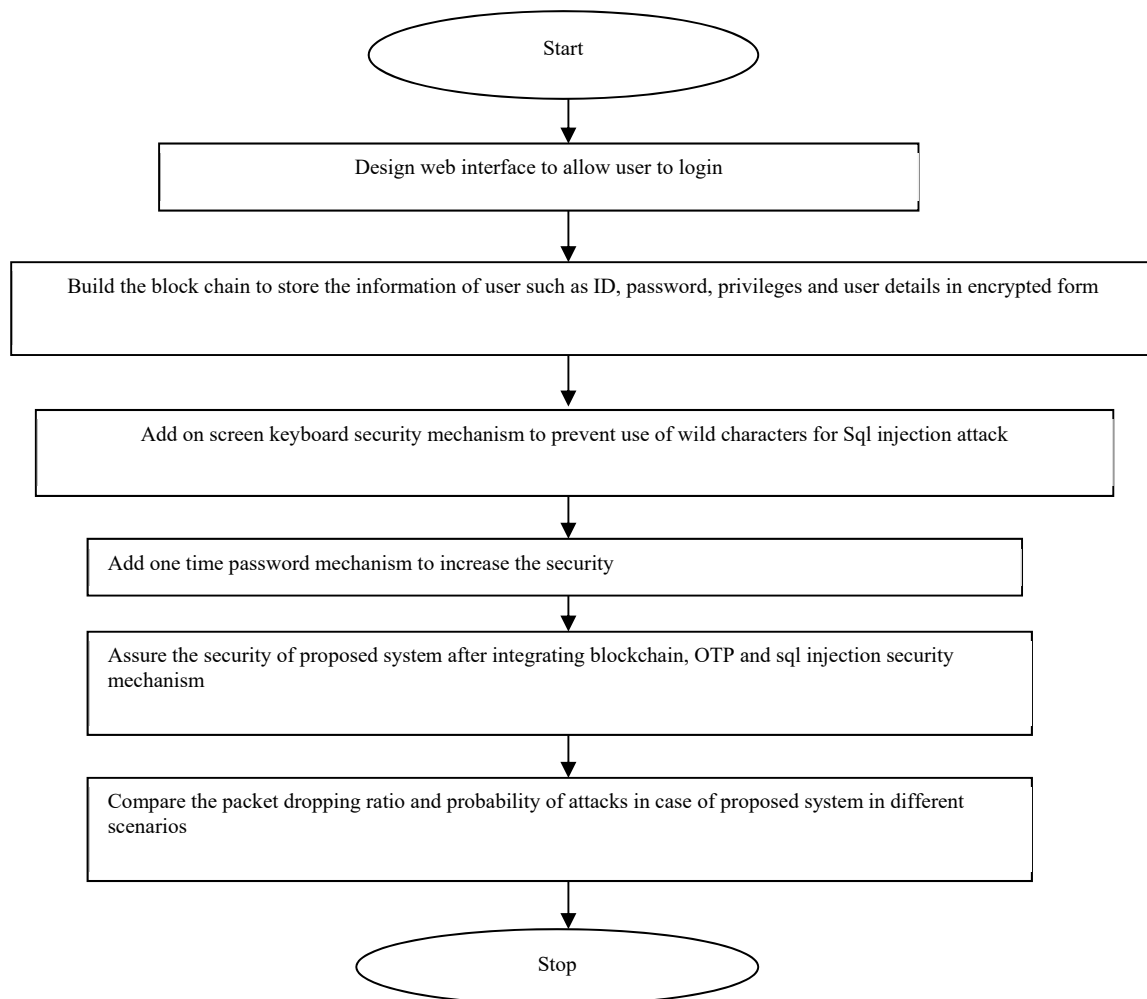 Start
Design web interface to allow user to login
Build the block chain to store the information of user such as ID, password, privileges and user details in encrypted form
Add on screen keyboard security mechanism to prevent use of wild characters for Sql injection attack
Add one time password mechanism to increase the security
Assure the security of proposed system after integrating blockchain, OTP and sql injection security
mechanism
Compare the packet dropping ratio and probability of attacks in case of proposed system in different
scenarios
Stop